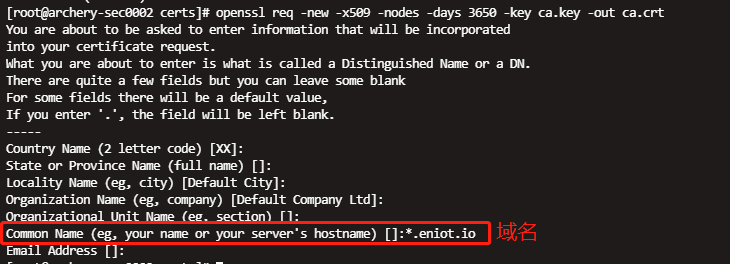 [root@archery-sec0002 certs]# openssl req -new -x509 -nodes -days 3650 -key ca.key -out ca.crt
You are about to be asked to enter information that will be incorporated
into your certificate request.
What you are about to enter is what is called a Distinguished Name or a DN.
There are quite a few fields but you can leave some blank
For some fields there will be a default value,
If you enter '.', the field will be left blank.
-----
Country Name (2 letter code) [XX]:
State or Province Name (full name) []:
Locality Name (eg, city) [Default City]:
Organization Name (eg, company) [Default Company Ltd]:
Organizational Unit Name (eg, section) []:
Common Name (eg, your name or your server's hostname) []:*.eniot.io 域名
Email Address []:
[root@archery-sec0002 certs]#